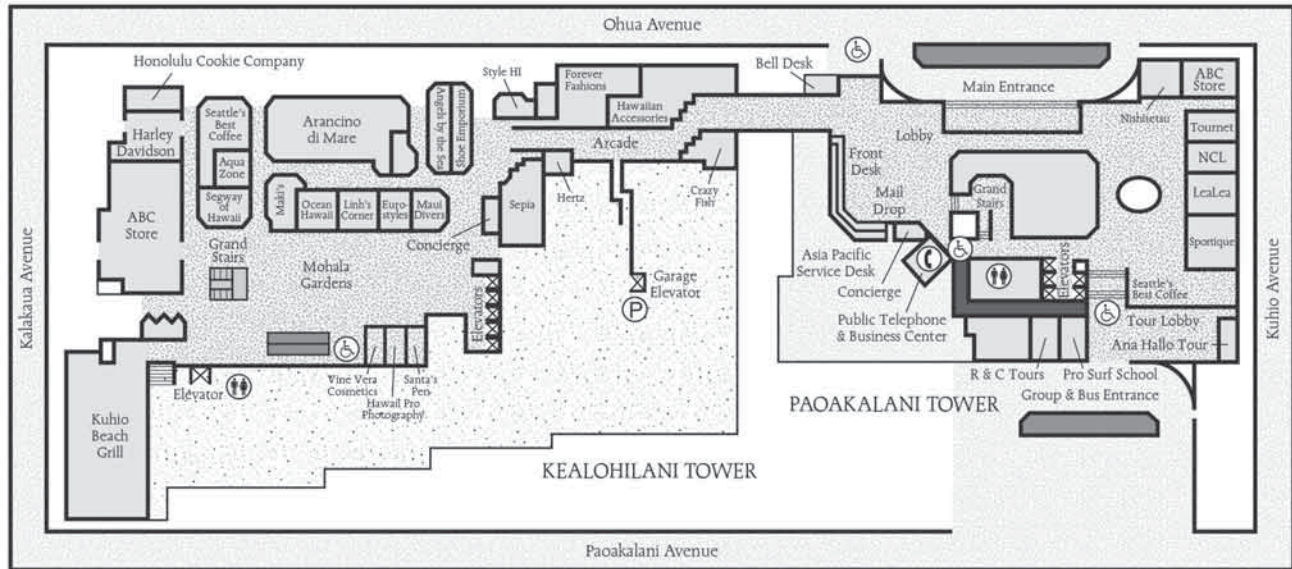 Ohua Avenue
Honolulu Cookie
Company
Style HI
Forever
Fashions
Bell Desk
Main Entrance
ABC
Store
Nishitetsu
Harley
Davidson
Seattle's
Best
Coffee
Arancino
di Mare
Angels by the Sea
Shoe Emporium
Hawaiian
Accessories
Lobby
Tournet
Arcade
Front
Desk
NCL
Aqua
Zone
Hertz
Crazy
Fish
Grand
Stairs
LeaLea
ABC
Store
Segway
of
Hawaii
Maki's
Ocean
Hawaii
Linh's
Corner
Euro-
styles
Maui
Divers
Sepia
Mail
Drop
Sportique
Kalakaua Avenue
Kuhio Avenue
Grand
Stairs
Concierge
Mohala
Gardens
Elevators
Garage
Elevator
P
Asia Pacific
Service Desk
Concierge
Elevators
Seattle's
Best Coffee
Public Telephone
& Business Center
Tour Lobby
Ana Hallo Tour
Elevator
Vine Vera
Cosmetics
Hawaii Pro
Photography
Santa's
Pen
R & C Tours
Pro Surf School
Group & Bus Entrance
Kuhio
Beach
Grill
PAOAKALANI TOWER
KEALOHILANI TOWER
Paoakalani Avenue